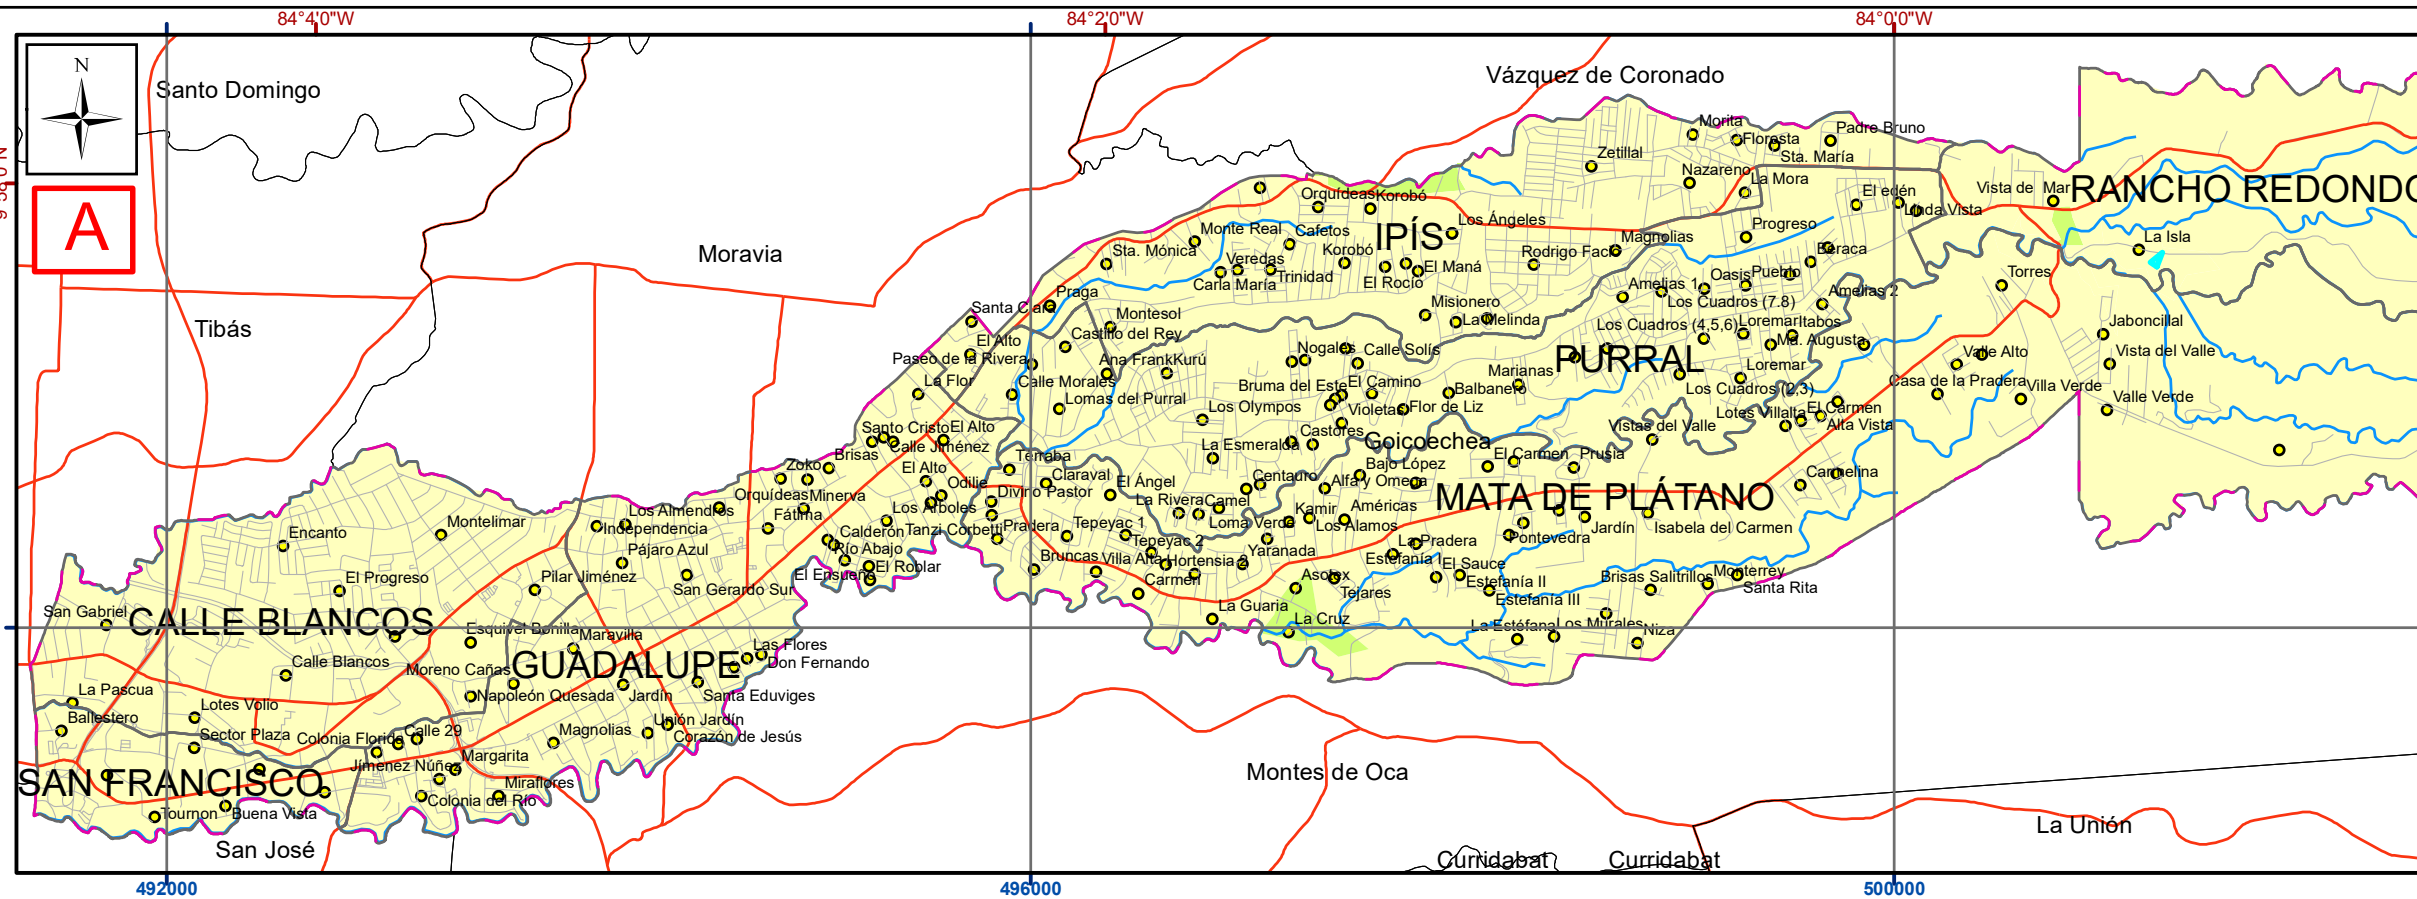 84°4'0"W
84°2'0"W
84°0'0"W
N
A
9°58'0"N
Santo Domingo
Vázquez de Coronado
Moravia
Tibás
Montes de Oca
San José
Curridabat
Curridabat
La Unión
Goicoechea
RANCHO REDONDO
IPÍS
PURRAL
MATA DE PLÁTANO
CALLE BLANCOS
GUADALUPE
SAN FRANCISCO
Morita
Floresta
Padre Bruno
Sta. María
Zetillal
Nazareno
La Mora
El edén
Linda Vista
Vista de Mar
Orquídeas
Korobó
Los Ángeles
Monte Real
Cafetos
Korobó
Sta. Mónica
Veredas
Trinidad
Carla María
El Rocío
El Maná
Rodrigo Facio
Magnolias
Progreso
Beraca
La Isla
Torres
Oasis
Pueblo
Amelias 1
Amelias 2
Los Cuadros (7.8)
Los Cuadros (4,5,6)
Loremar
Itabos
Md. Augusta
Loremar
Los Cuadros (2,3)
Jaboncillal
Vista del Valle
Valle Alto
Casa de la Pradera
Villa Verde
Valle Verde
Praga
Santa Clara
Montesol
Castillo del Rey
El Alto
Paseo de la Rivera
Ana Frank
Kurú
Misionero
La Melinda
Nogales
Calle Solís
La Flor
Calle Morales
Lomas del Purral
Bruma del Este
El Camino
Balbanero
Marianas
Los Olympos
Violetas
Flor de Liz
Lotes Villalta
El Carmen
Alta Vista
Vistas del Valle
Santo Cristo
El Alto
Calle Jiménez
La Esmeralda
Castores
Zoko
Brisas
El Alto
Odilie
Térraba
Claraval
El Ángel
Centauro
Bajo López
Alfa y Omega
El Carmen
Prusia
Carmelina
Orquídeas
Minerva
Fátima
Los Árboles
Divino Pastor
La Rivera
Camel
Loma Verde
Kamir
Américas
Los Alamos
Jardín
Isabela del Carmen
Pontevedra
Calderón
Tanzi Corbetti
Pradera
Tepeyac 1
Tepeyac 2
Yaranada
La Pradera
Río Abajo
El Roblar
El Ensueño
Bruncas
Villa Alta
Hortensia 2
Carmen
Estefanía I
El Sauce
Estefanía II
Estefanía III
Brisas Salitrillos
Monterrey
Santa Rita
Asotex
Tejares
La Guaria
La Cruz
La Estéfana
Los Murales
Niza
Encanto
Montelimar
Los Almendros
Independencia
Pájaro Azul
El Progreso
Pilar Jiménez
San Gerardo Sur
San Gabriel
Esquivel Bonilla
Maravilla
Las Flores
Don Fernando
Calle Blancos
Moreno Cañas
Napoleón Quesada
Jardín
Santa Eduviges
La Pascua
Ballestero
Lotes Volio
Sector Plaza
Colonia Florida
Calle 29
Magnolias
Unión Jardín
Corazón de Jesús
Jímenez Núñez
Margarita
Miraflores
Colonia del Río
Tournon
Buena Vista
492000
496000
500000